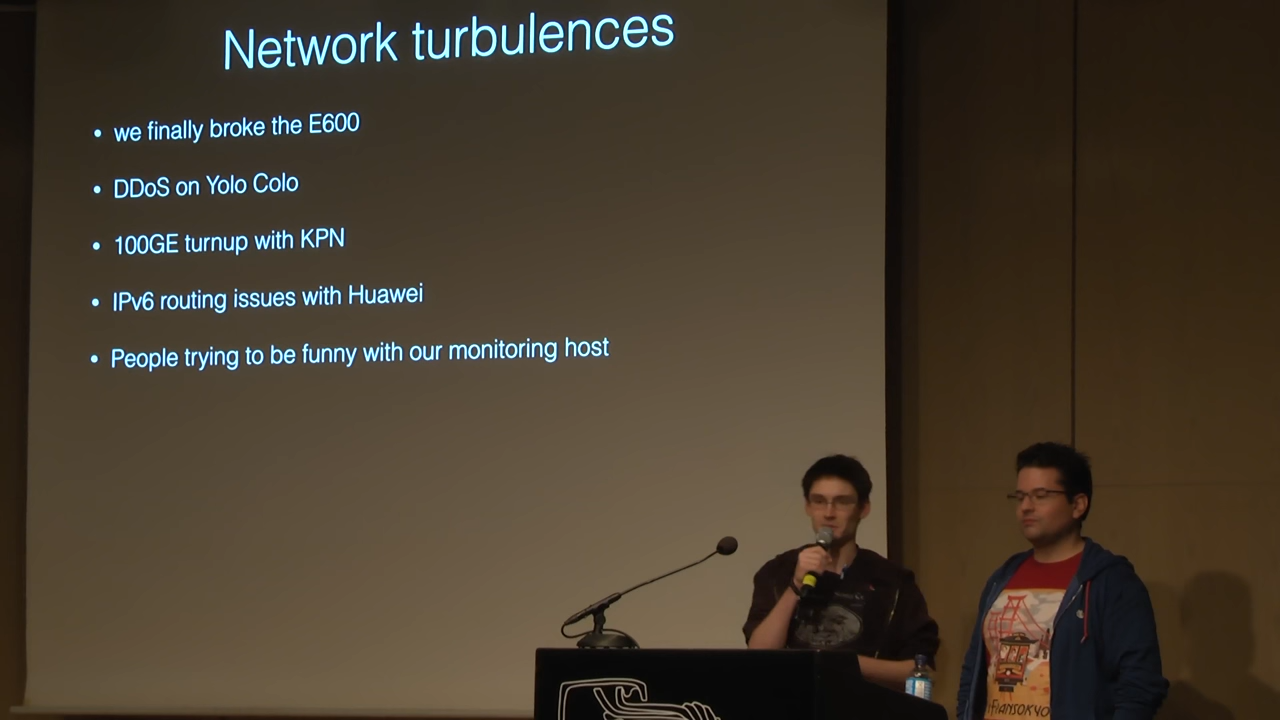 Network turbulences
• we finally broke the E600
• DDoS on Yolo Colo
• 100GE turnup with KPN
• IPv6 routing issues with Huawei
• People trying to be funny with our monitoring host